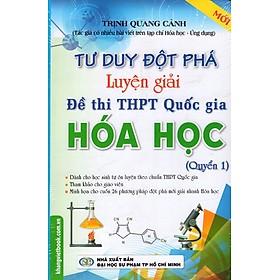 MỚI
TRỊNH QUANG CẢNH
(Tác giả có nhiều bài viết trên tạp chí Hóa học - Ứng dụng)
TƯ DUY ĐỘT PHÁ
Luyện giải
Đề thi THPT Quốc gia
HÓA HỌC
(Quyển 1)
• Dành cho học sinh tự ôn luyện theo chuẩn THPT Quốc gia
• Tham khảo cho giáo viên
• Minh họa cho cuốn 26 phương pháp đột phá mới giải nhanh Hóa học
khangvietbook.com.vn
NHÀ XUẤT BẢN
ĐẠI HỌC SƯ PHẠM TP HỒ CHÍ MINH